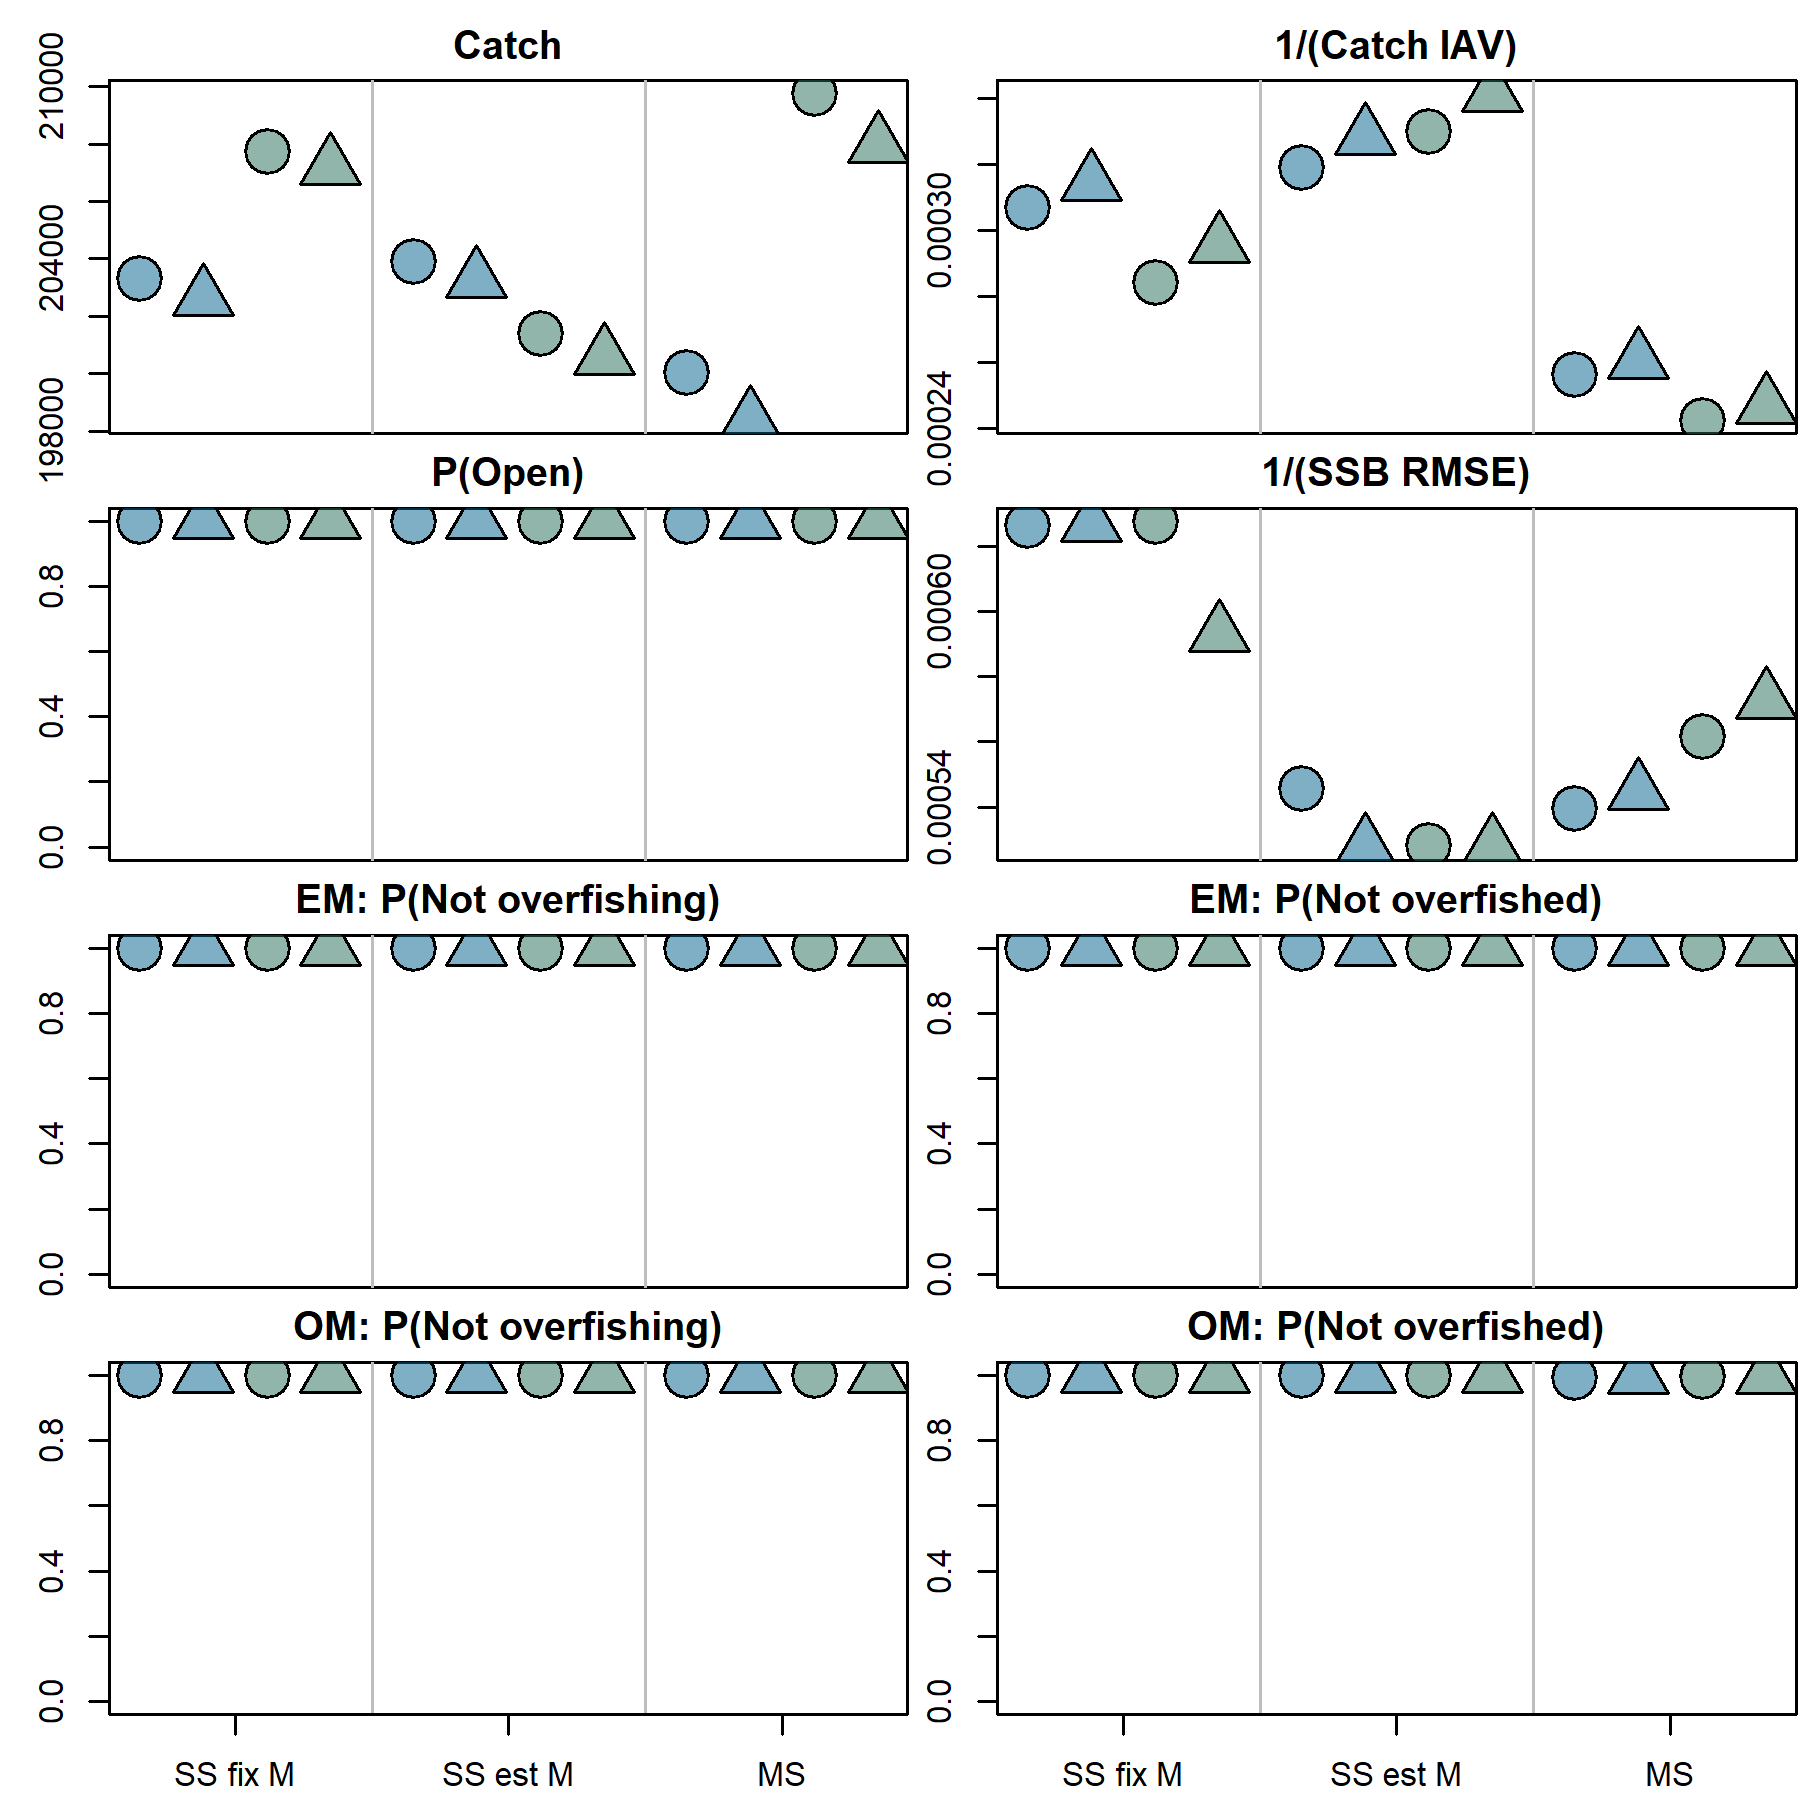 Catch
210000
204000
198000
1/(Catch IAV)
0.00030
0.00024
P(Open)
0.8
0.4
0.0
1/(SSB RMSE)
0.00060
0.00054
EM: P(Not overfishing)
0.8
0.4
0.0
EM: P(Not overfished)
0.8
0.4
0.0
OM: P(Not overfishing)
0.8
0.4
0.0
SS fix M
SS est M
MS
OM: P(Not overfished)
0.8
0.4
0.0
SS fix M
SS est M
MS